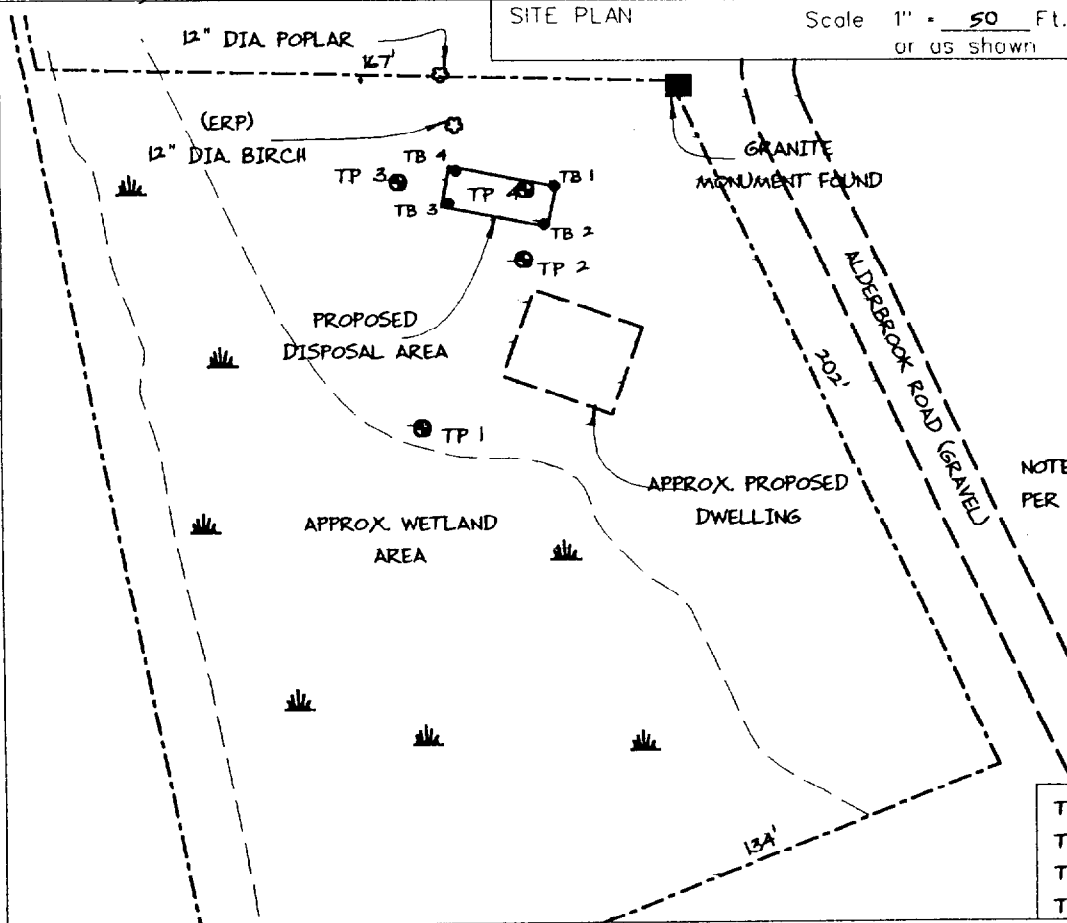 SITE PLAN
Scale 1" = 50 Ft.
or as shown
12" DIA. POPLAR
167'
(ERP)
12" DIA. BIRCH
GRANITE
MONUMENT FOUND
TP 3
TB 4
TP 4
TB 1
TB 3
TB 2
TP 2
ALDERBROOK ROAD (GRAVEL)
PROPOSED
DISPOSAL AREA
202'
TP 1
APPROX. PROPOSED
DWELLING
NOTE
PER
APPROX. WETLAND
AREA
134'
T
T
T
T